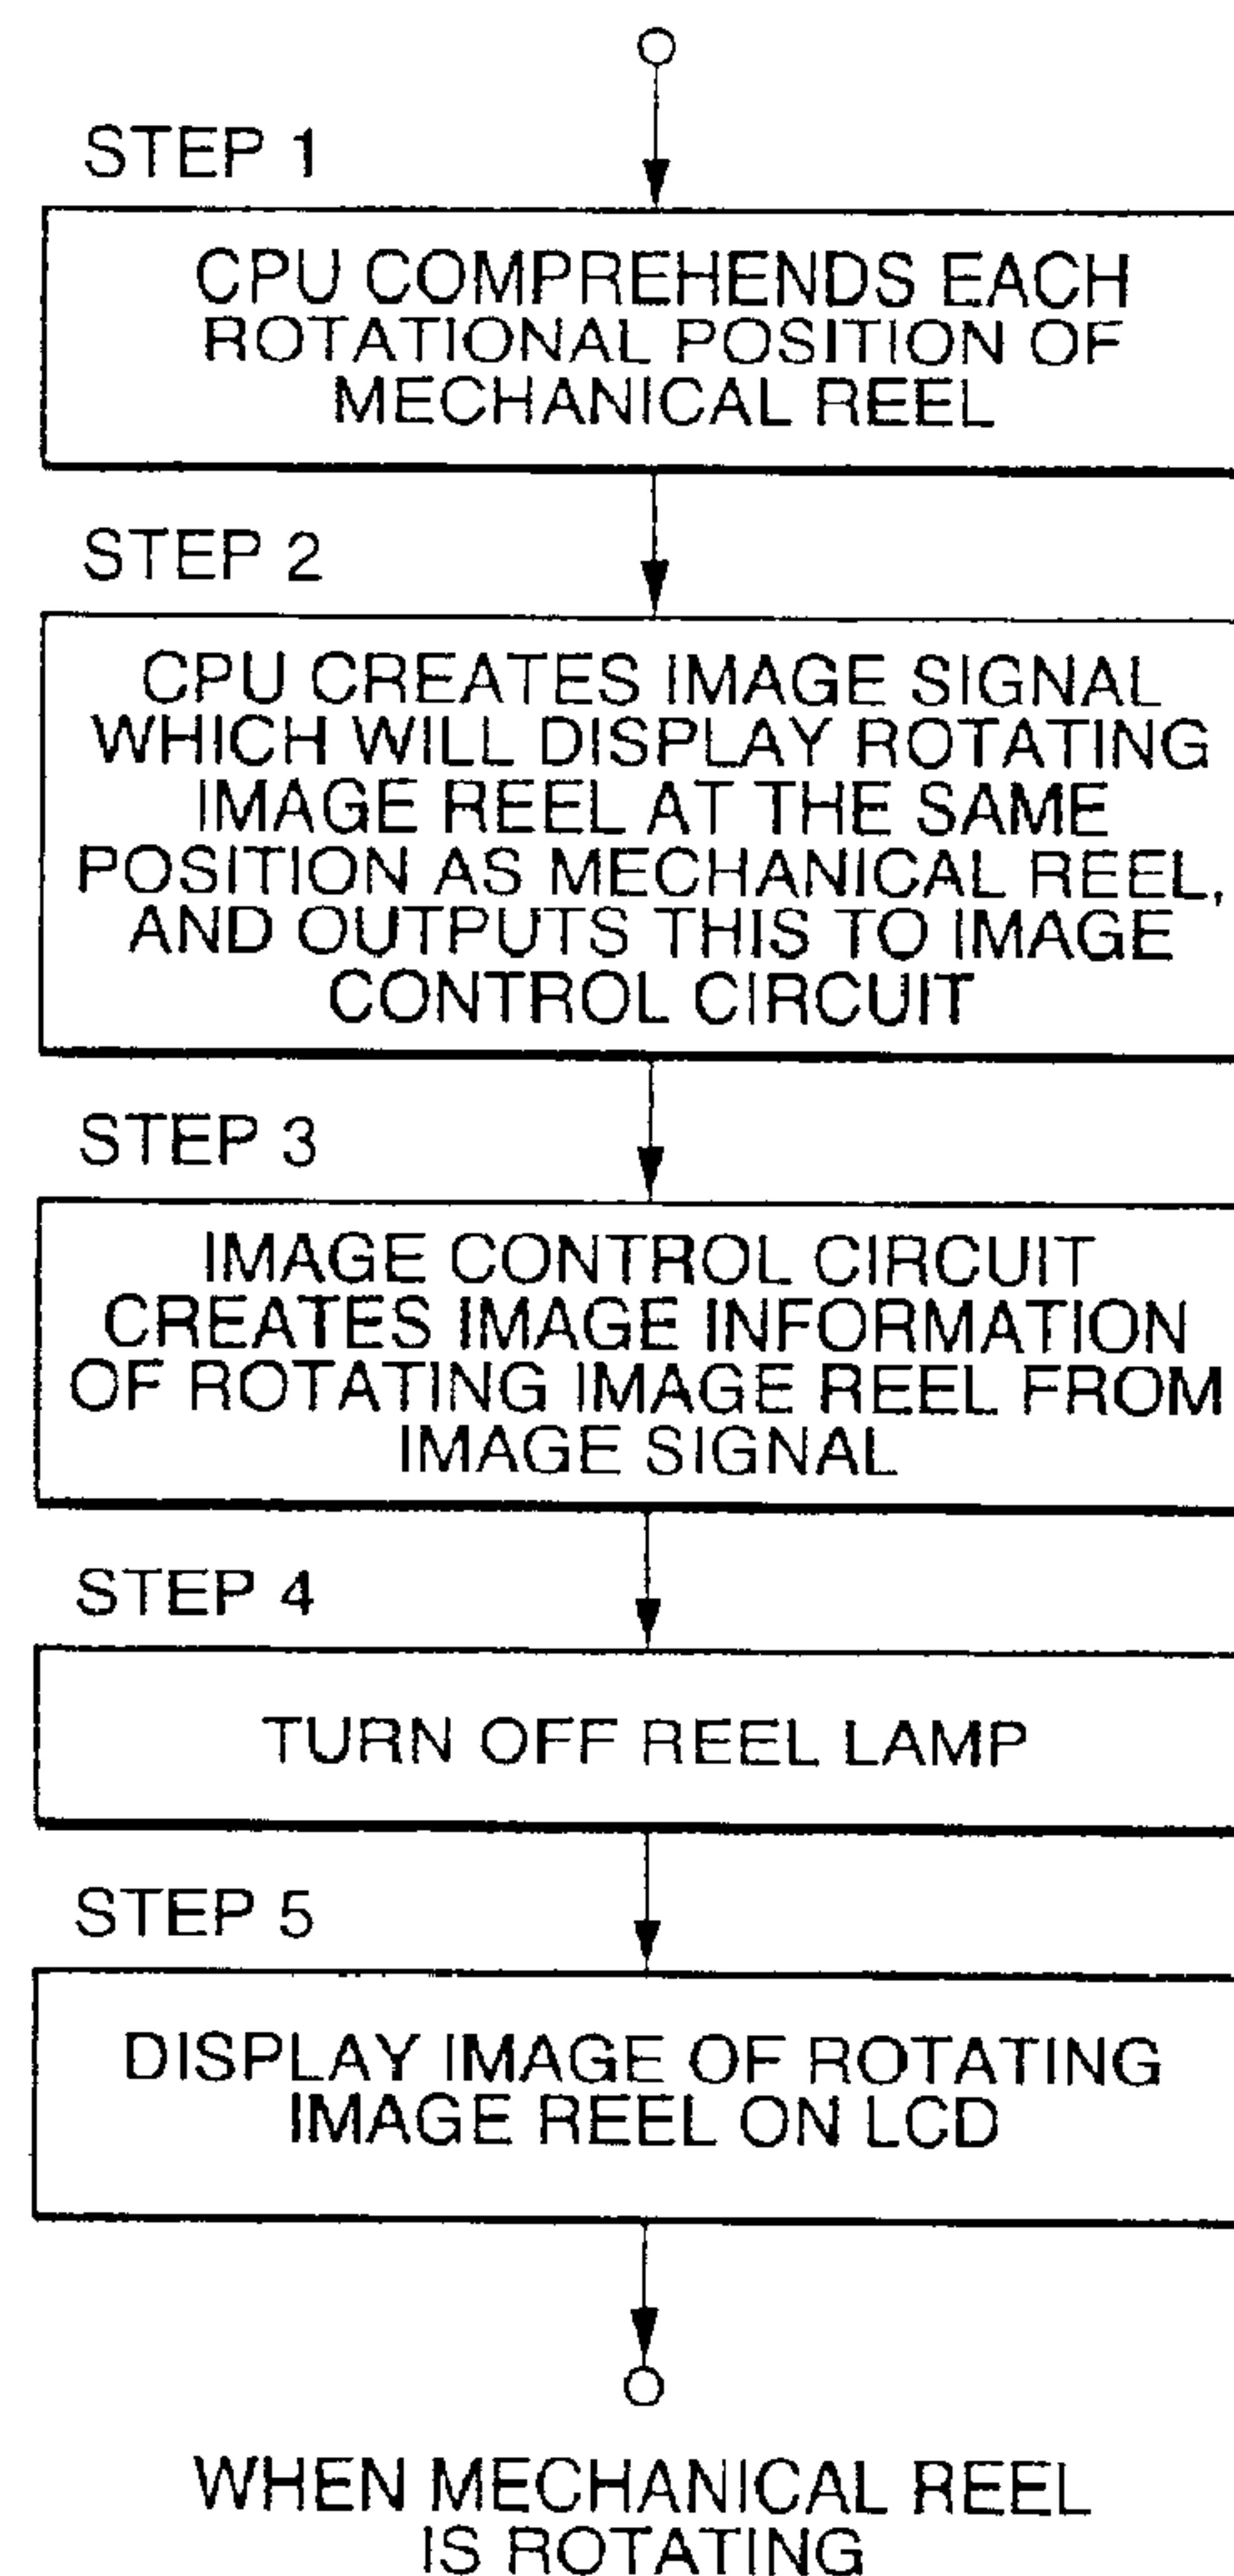 STEP 1
CPU COMPREHENDS EACH
ROTATIONAL POSITION OF
MECHANICAL REEL
STEP 2
CPU CREATES IMAGE SIGNAL
WHICH WILL DISPLAY ROTATING
IMAGE REEL AT THE SAME
POSITION AS MECHANICAL REEL,
AND OUTPUTS THIS TO IMAGE
CONTROL CIRCUIT
STEP 3
IMAGE CONTROL CIRCUIT
CREATES IMAGE INFORMATION
OF ROTATING IMAGE REEL FROM
IMAGE SIGNAL
STEP 4
TURN OFF REEL LAMP
STEP 5
DISPLAY IMAGE OF ROTATING
IMAGE REEL ON LCD
WHEN MECHANICAL REEL
IS ROTATING